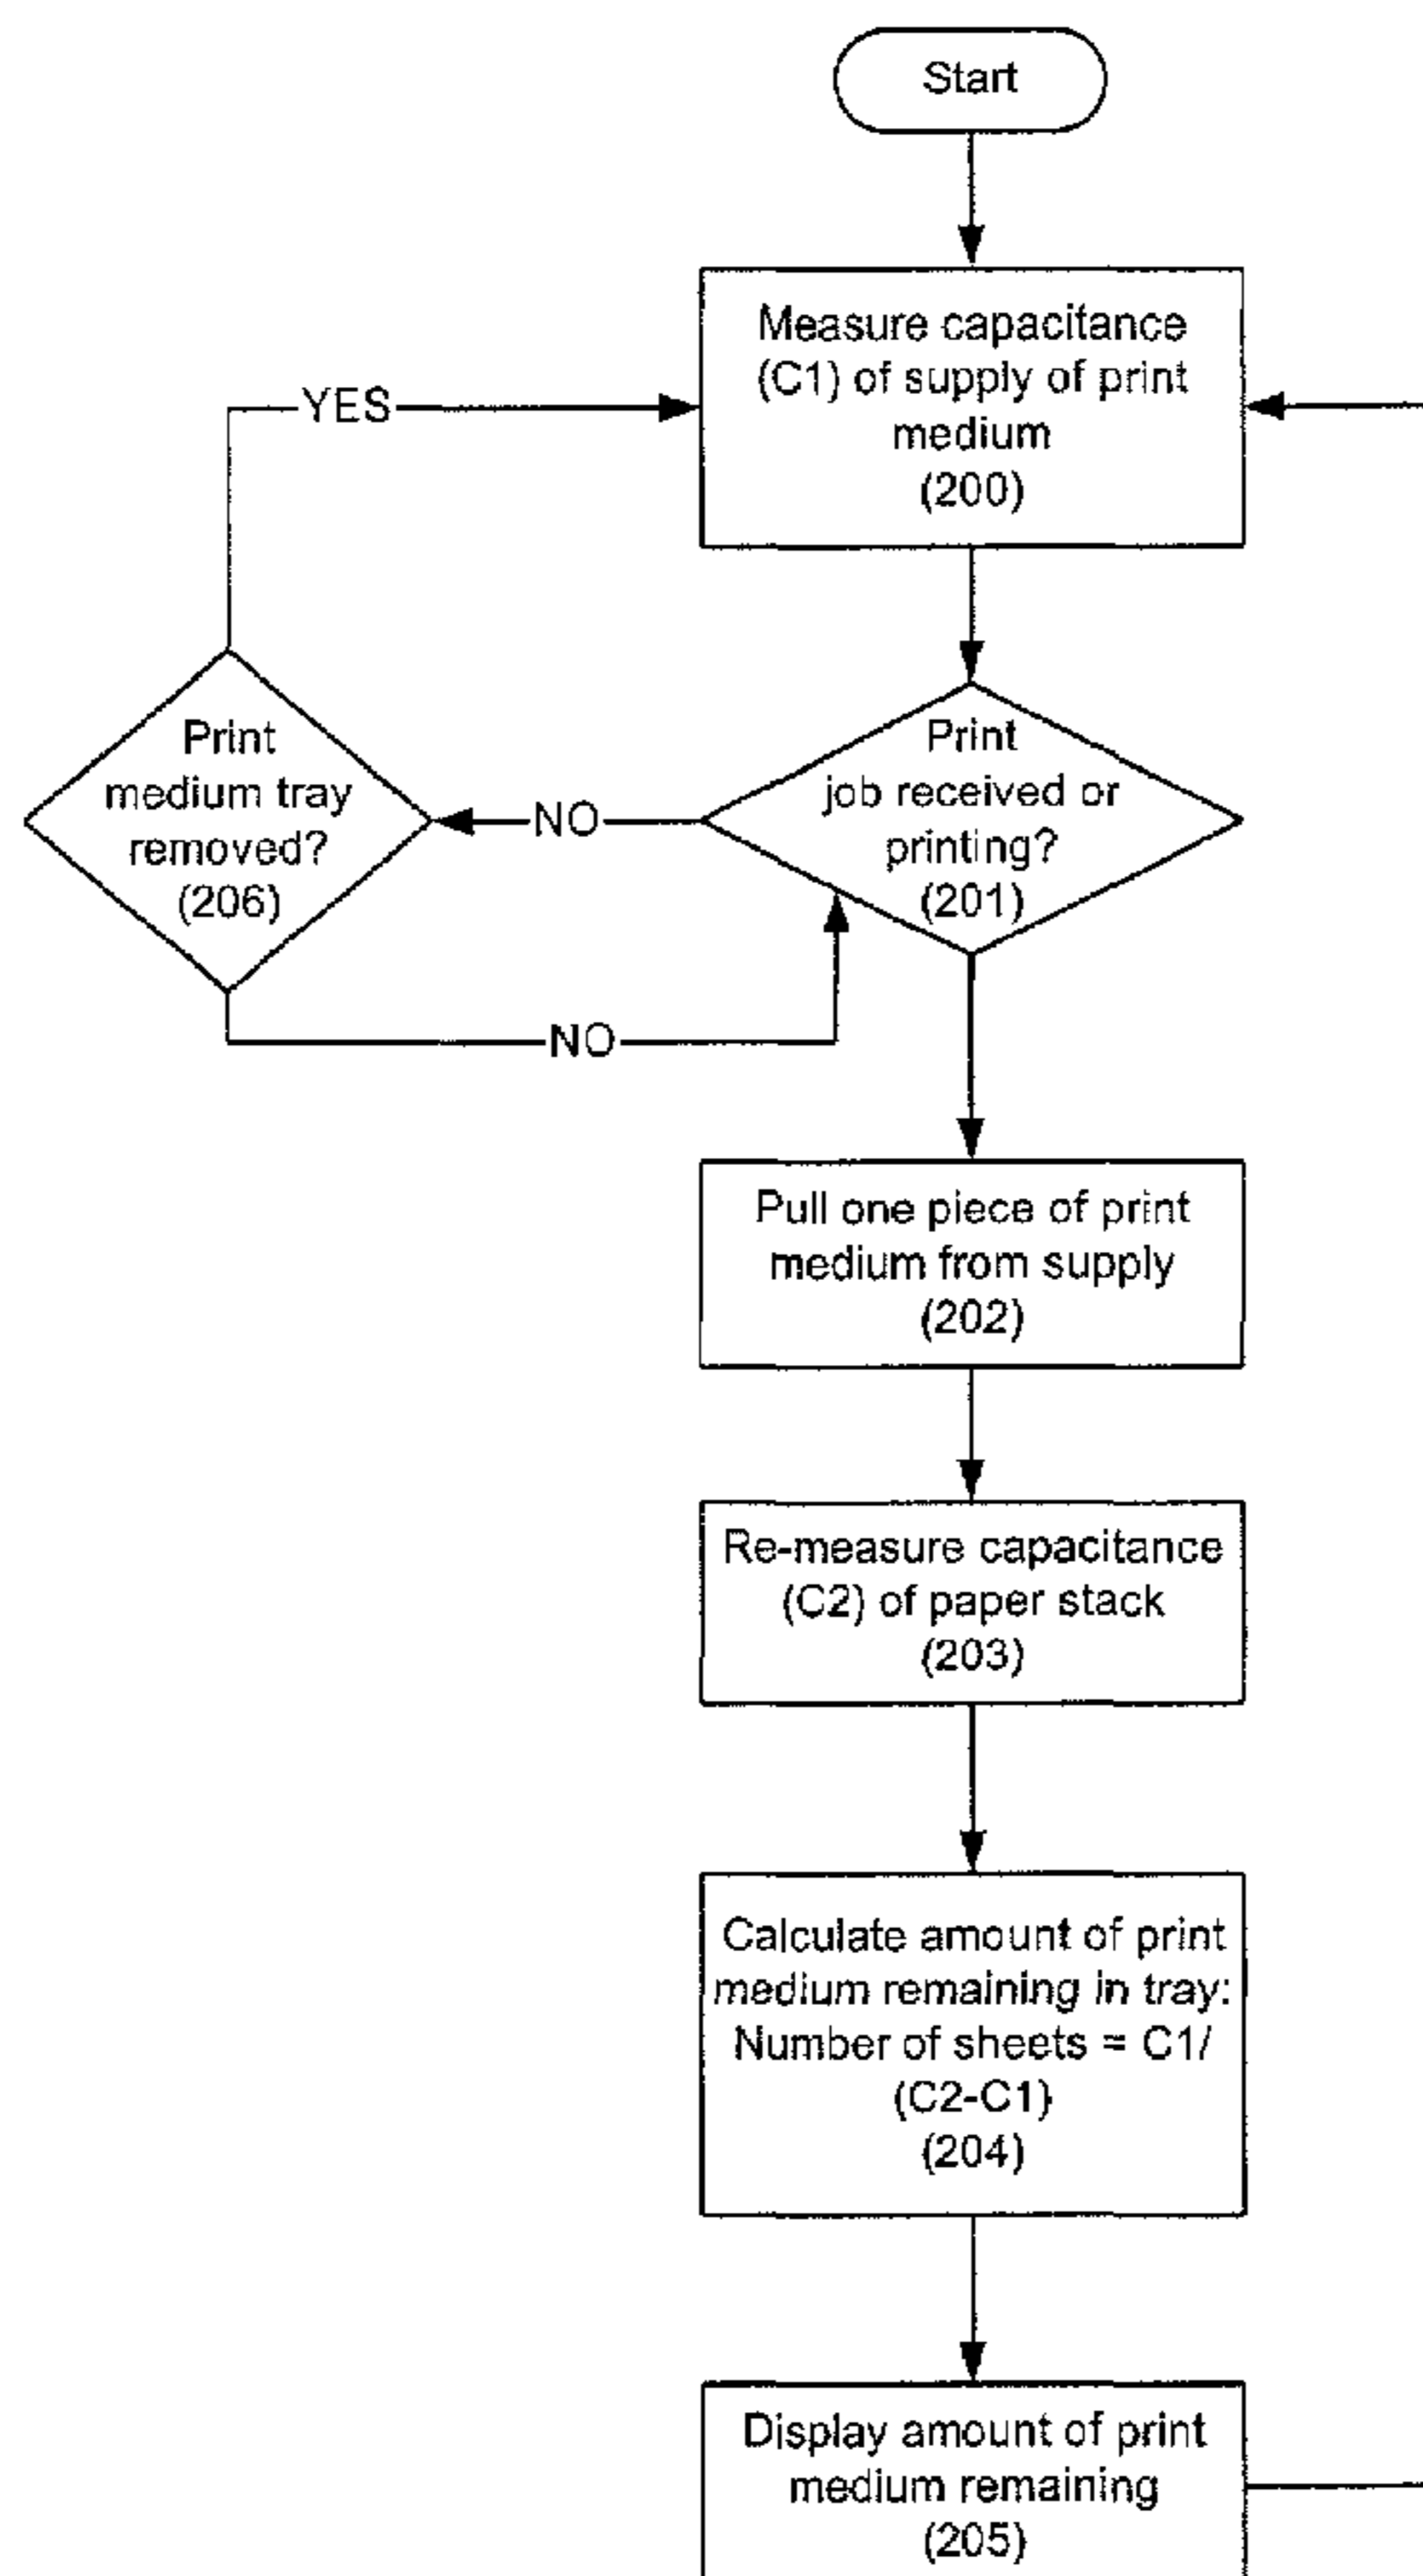 Start
Measure capacitance
(C1) of supply of print
medium
(200)
YES
Print
medium tray
removed?
(206)
NO
Print
job received or
printing?
(201)
NO
Pull one piece of print
medium from supply
(202)
Re-measure capacitance
(C2) of paper stack
(203)
Calculate amount of print
medium remaining in tray:
Number of sheets = C1/
(C2-C1)
(204)
Display amount of print
medium remaining
(205)